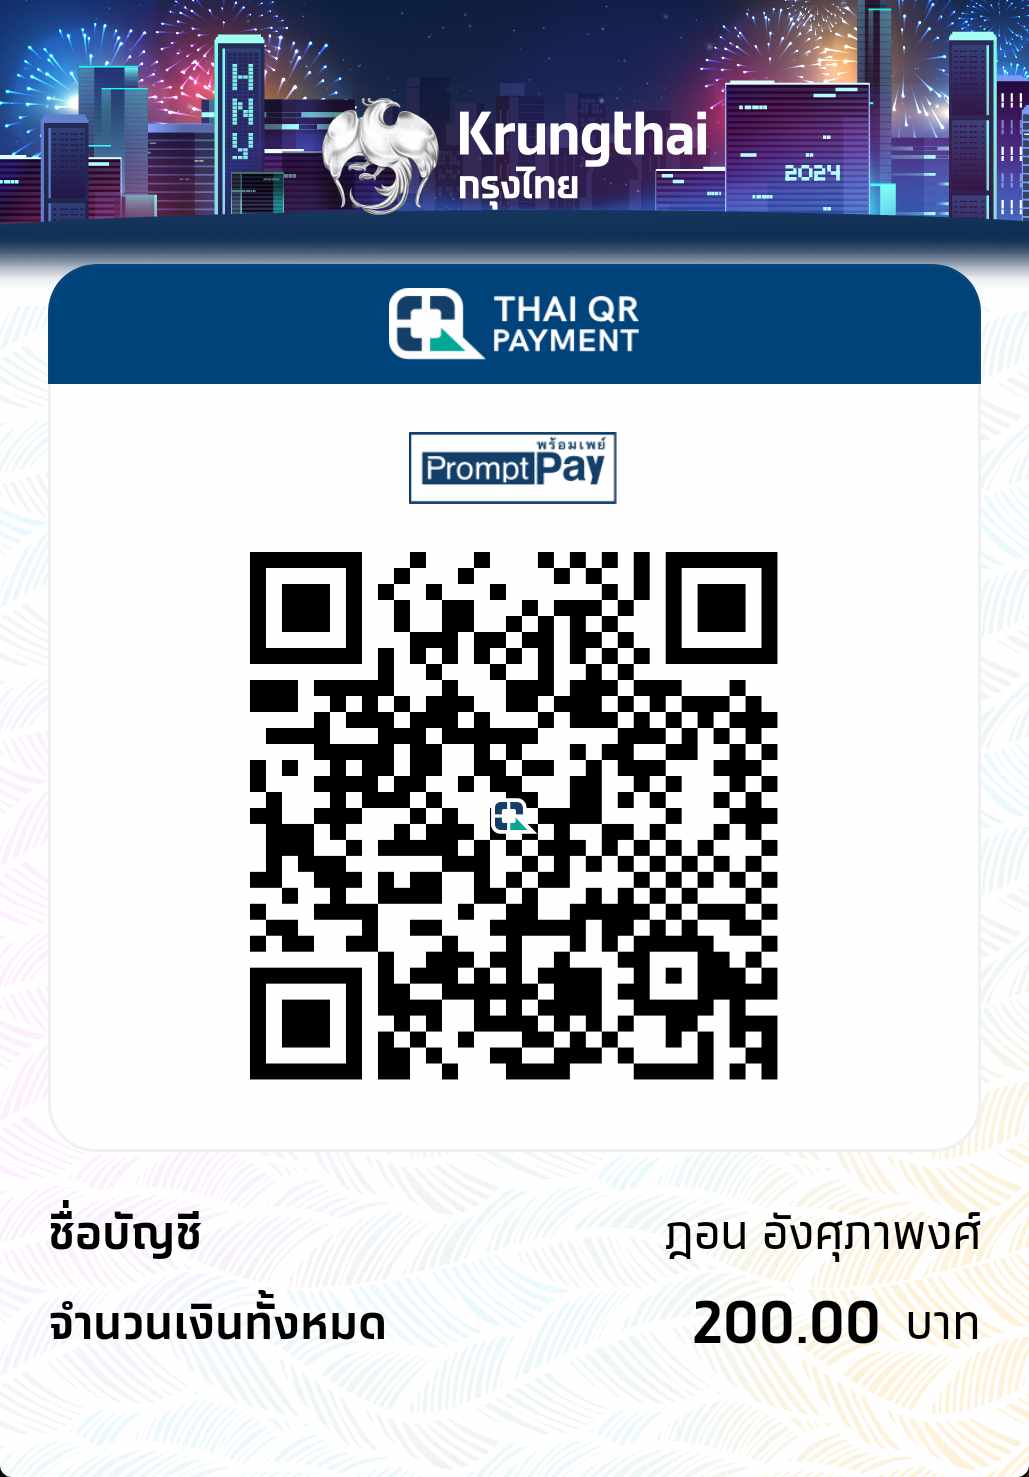 HNY
Krungthai
กรุงไทย
2024
THAI QR
PAYMENT
พร้อมเพย์
PromptPay
ชื่อบัญชี ฎอน อังศุภาพงศ์
จำนวนเงินทั้งหมด 200.00 บาท